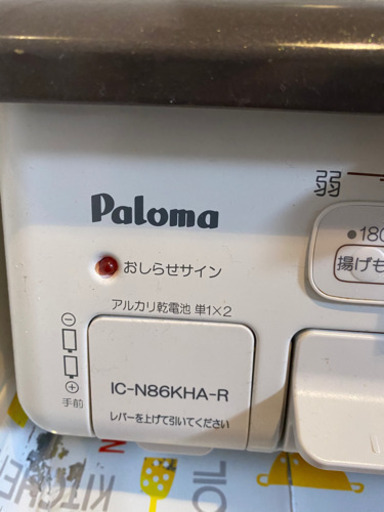 弱
Paloma
●180
揚げも
おしらせサイン
アルカリ乾電池 単1×2
⊖
⊕
手前
IC-N86KHA-R
レバーを上げて引いてください
KITCHEN
OIL